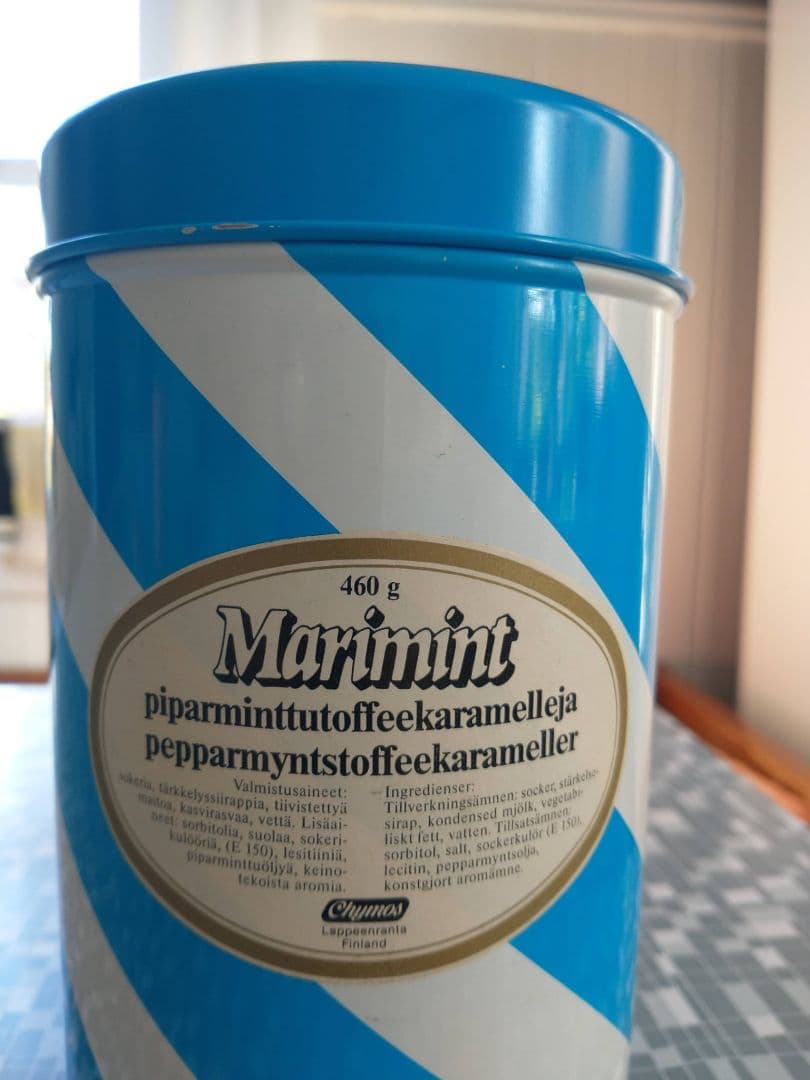 460 g
Marimint
piparminttutoffeekaramelleja
pepparmyntstoffeekarameller
Valmistusaineet:
sokeria, tärkkelyssiirappia, tiivistettyä
maitoa, kasvirasvaa, vettä. Lisäai-
neet: sorbitolia, suolaa, sokeri-
kulööriä, (E 150), lesitiiniä,
piparminttuöljyä, keino-
tekoista aromia.
Ingredienser:
Tillverkningsämnen: socker, stärkelse-
sirap, kondensed mjölk, vegetabi-
liskt fett, vatten. Tillsatsämnen:
sorbitol, salt, sockerkulör (E 150),
lecitin, pepparmyntsolja,
konstgjort aromämne.
Chymos
Lappeenranta
Finland